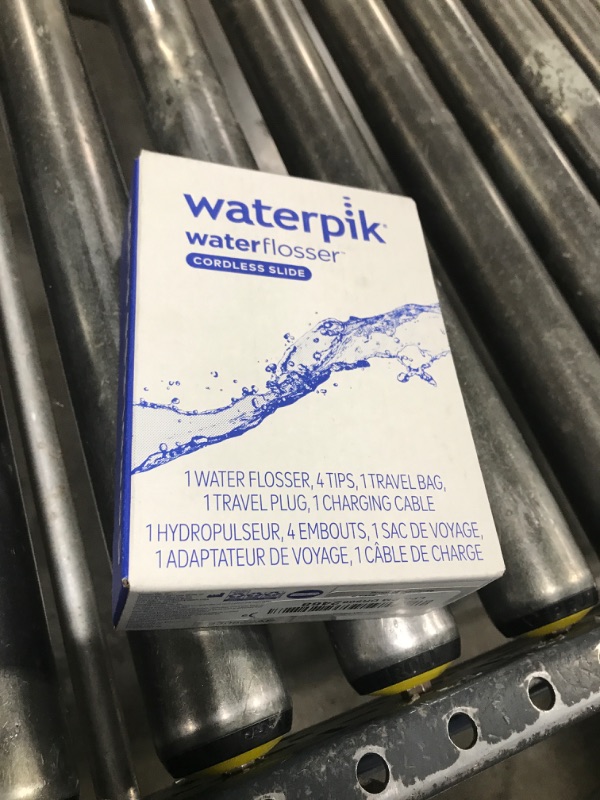 waterpik®
waterflosser™
CORDLESS SLIDE
1 WATER FLOSSER, 4 TIPS, 1 TRAVEL BAG,
1 TRAVEL PLUG, 1 CHARGING CABLE
1 HYDROPULSEUR, 4 EMBOUTS, 1 SAC DE VOYAGE,
1 ADAPTATEUR DE VOYAGE, 1 CÂBLE DE CHARGE